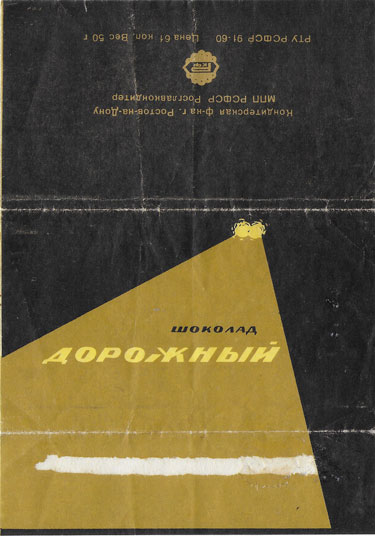 РТУ РСФСР 91-60 Цена 61 коп. Вес 50 г
Кондитерская ф-ка г. Ростов-на-Дону
МПП РСФСР Росглавкондитер
ШОКОЛАД
ДОРОЖНЫЙ